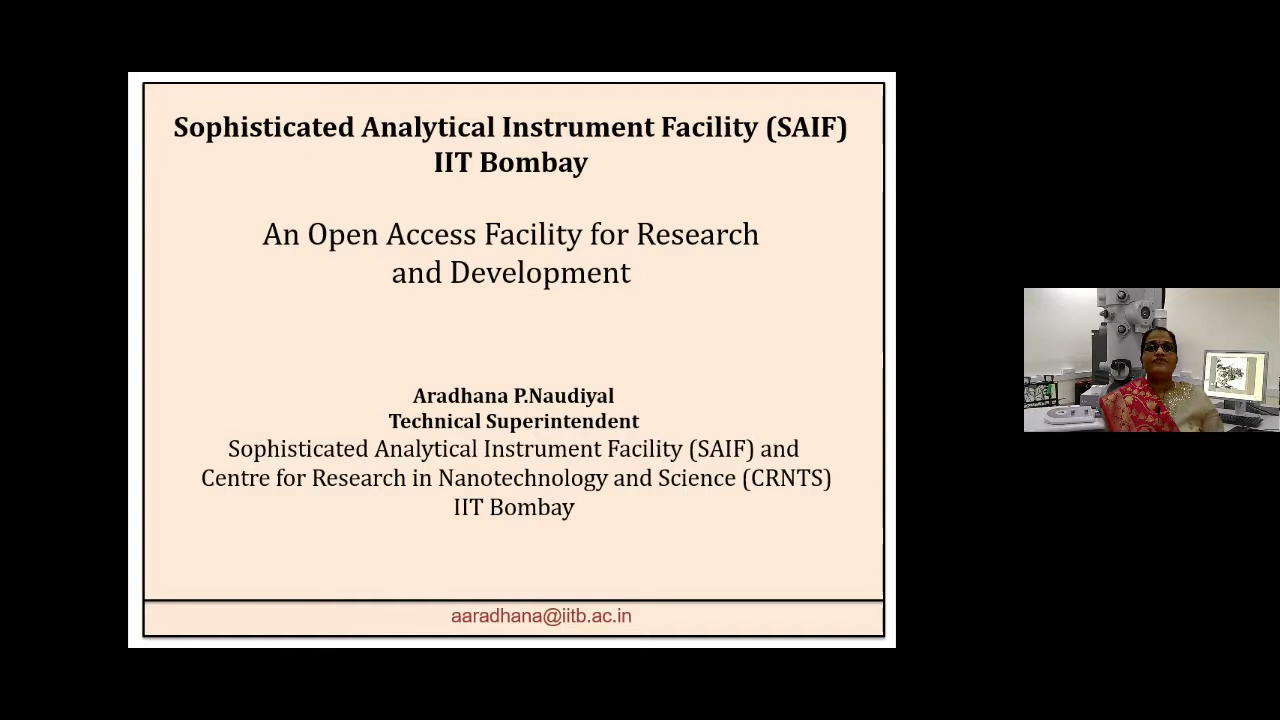 Sophisticated Analytical Instrument Facility (SAIF)
IIT Bombay
An Open Access Facility for Research
and Development
Aradhana P.Naudiyal
Technical Superintendent
Sophisticated Analytical Instrument Facility (SAIF) and
Centre for Research in Nanotechnology and Science (CRNTS)
IIT Bombay
aaradhana@iitb.ac.in